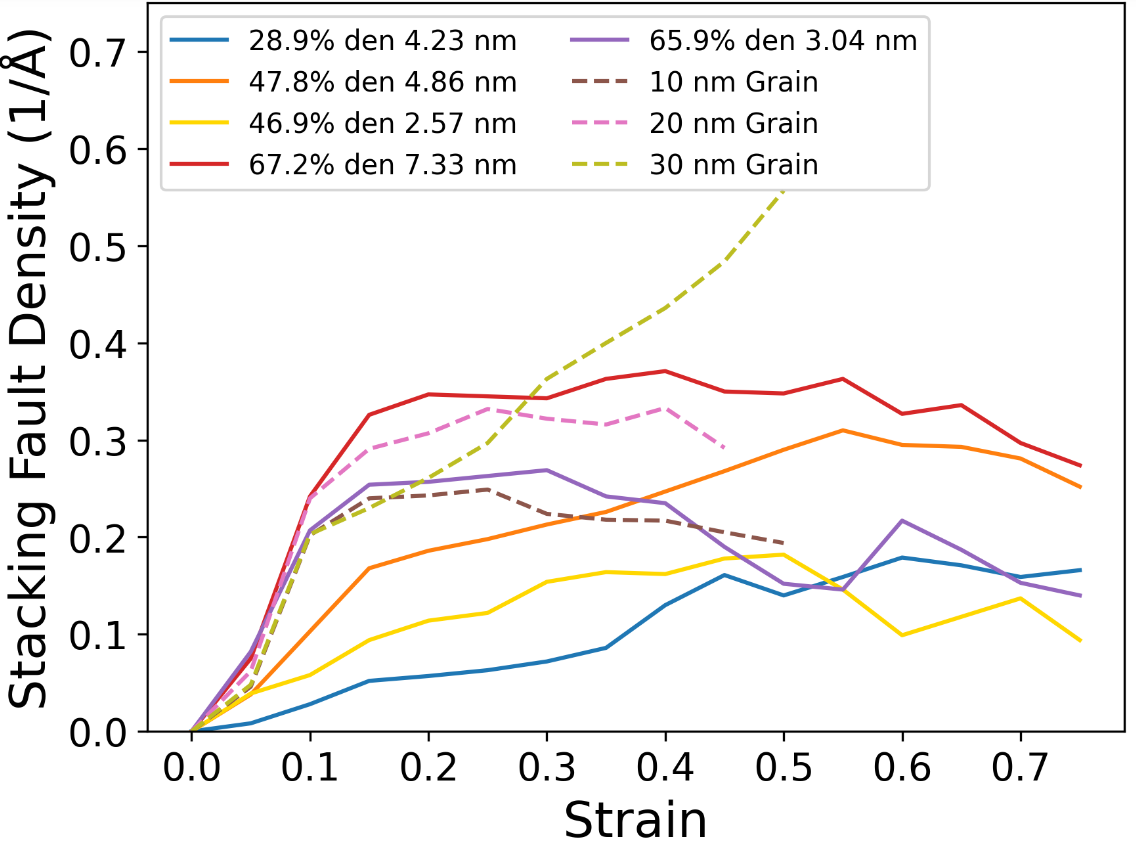 Stacking Fault Density (1/Å)
0.7
0.6
0.5
0.4
0.3
0.2
0.1
0.0
28.9% den 4.23 nm
47.8% den 4.86 nm
46.9% den 2.57 nm
67.2% den 7.33 nm
65.9% den 3.04 nm
10 nm Grain
20 nm Grain
30 nm Grain
0.0 0.1 0.2 0.3 0.4 0.5 0.6 0.7
Strain